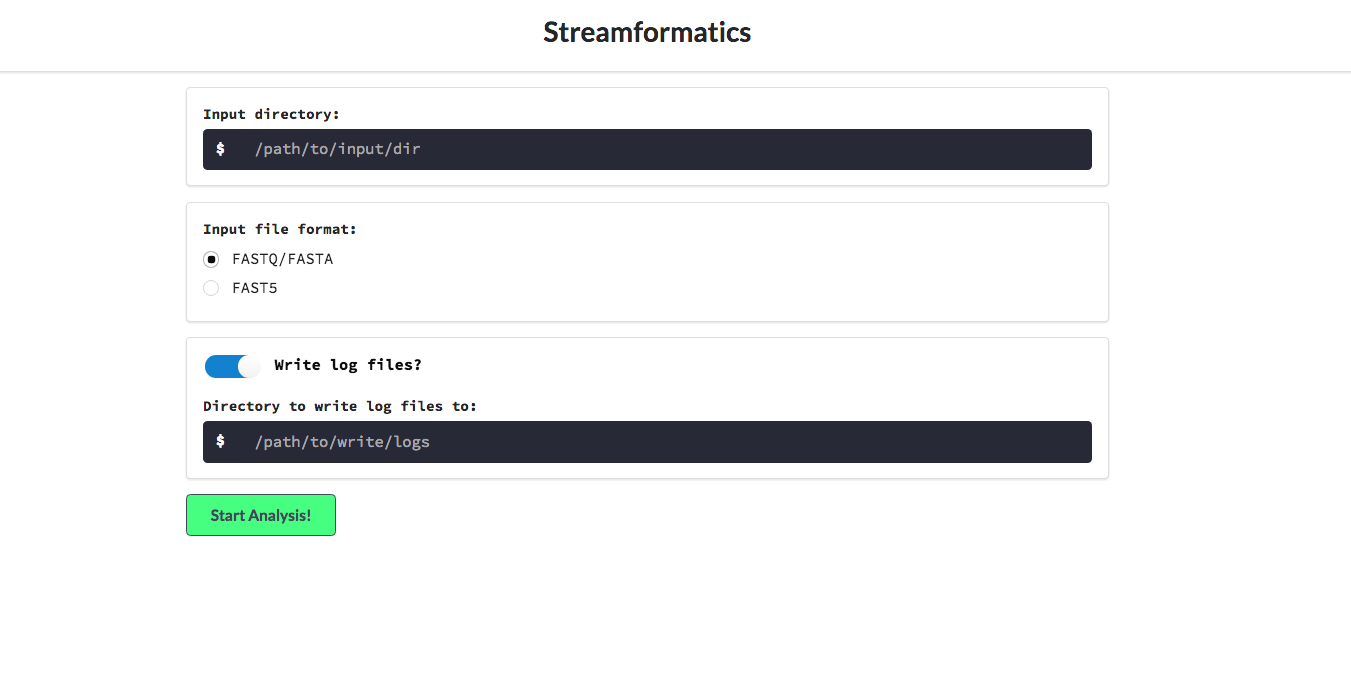 Streamformatics
Input directory:
$ /path/to/input/dir
Input file format:
FASTQ/FASTA
FAST5
Write log files?
Directory to write log files to:
$ /path/to/write/logs
Start Analysis!